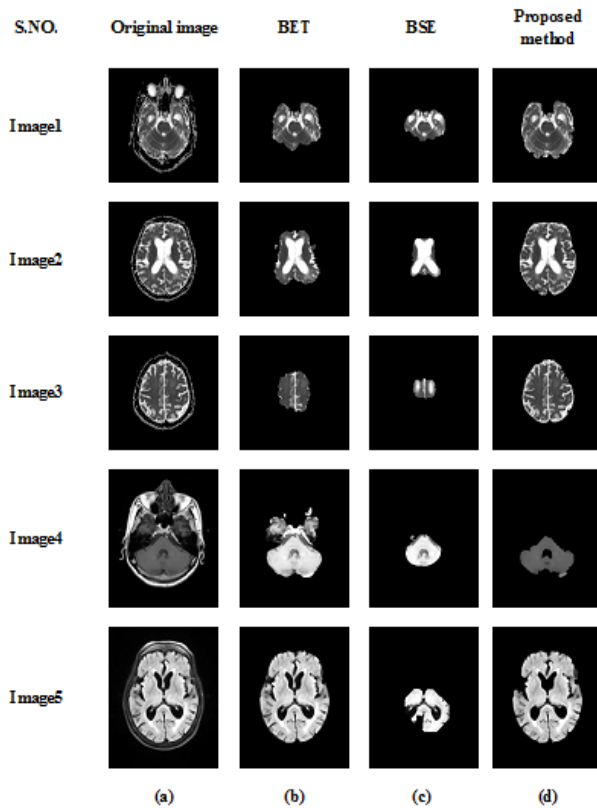 S.NO. Original image BET BSE Proposed method
Image1
Image2
Image3
Image4
Image5
(a) (b) (c) (d)